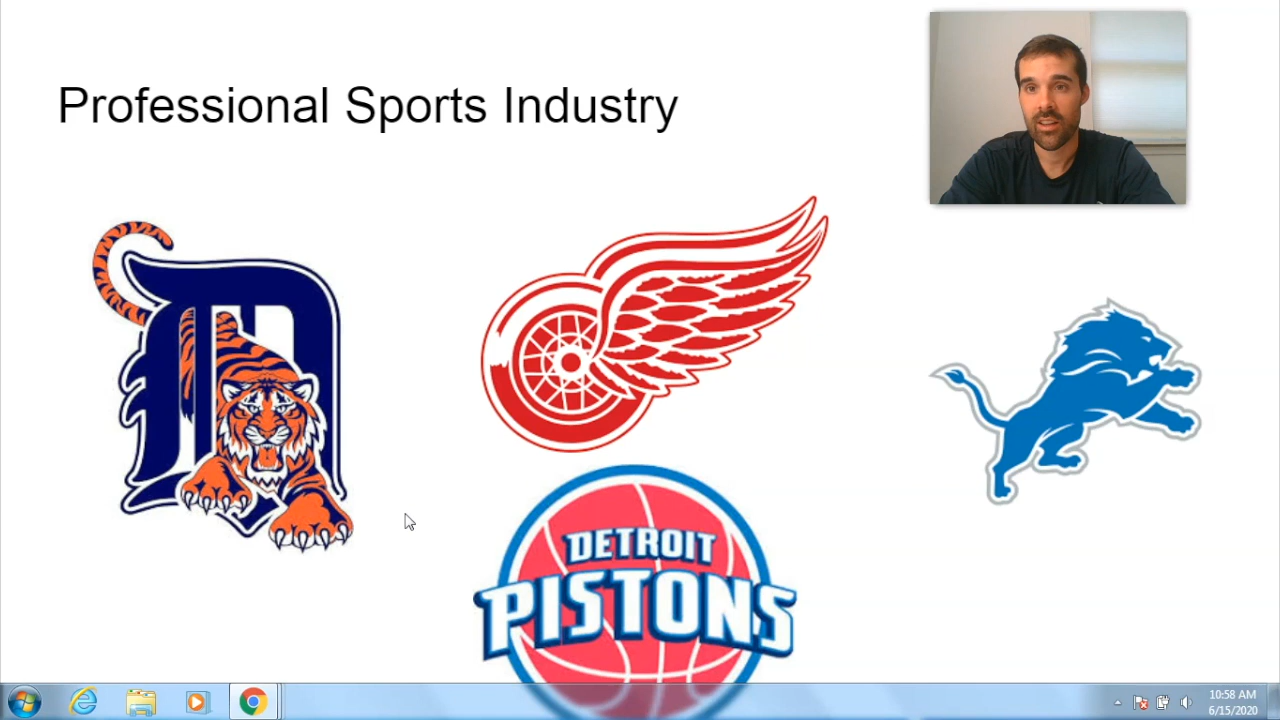 Professional Sports Industry
D
DETROIT
PISTONS
10:58 AM
6/15/2020